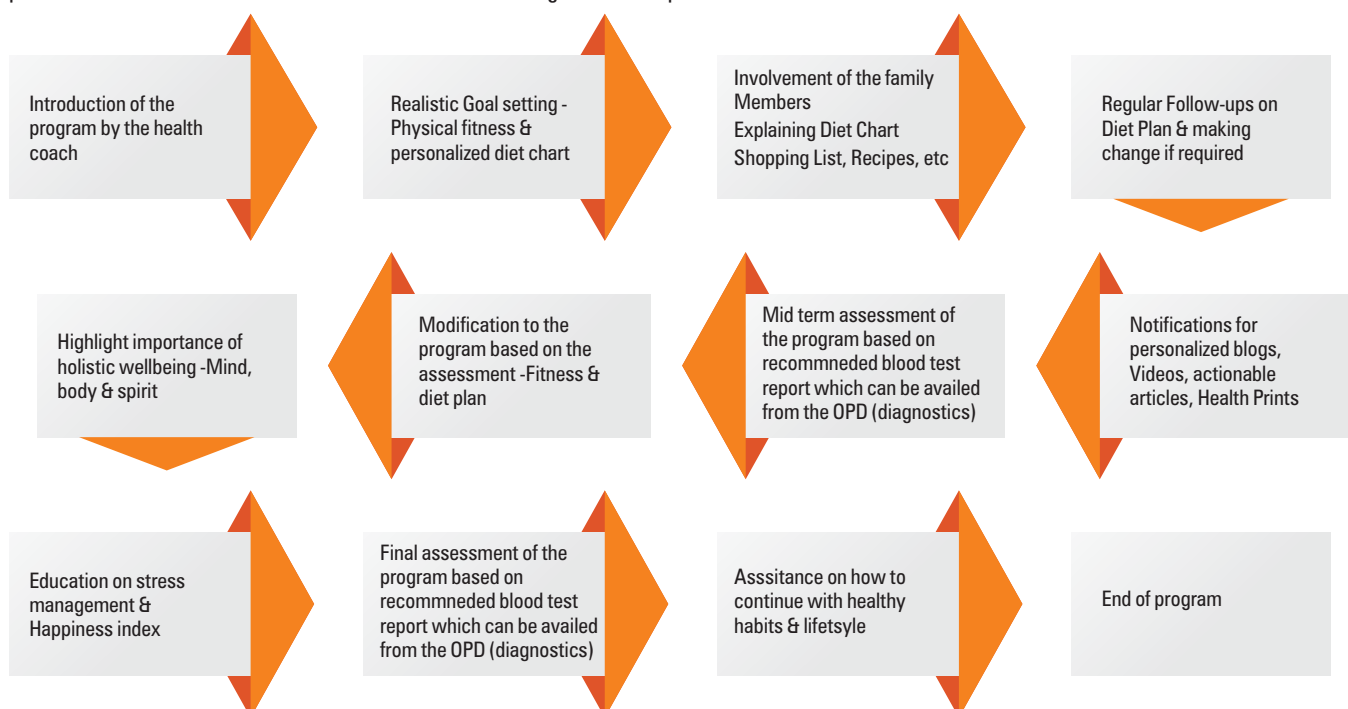 Introduction of the
program by the health
coach
Realistic Goal setting -
Physical fitness &
personalized diet chart
Involvement of the family
Members
Explaining Diet Chart
Shopping List, Recipes, etc
Regular Follow-ups on
Diet Plan & making
change if required
Notifications for
personalized blogs,
Videos, actionable
articles, Health Prints
Mid term assessment of
the program based on
recommneded blood test
report which can be availed
from the OPD (diagnostics)
Modification to the
program based on the
assessment -Fitness &
diet plan
Highlight importance of
holistic wellbeing -Mind,
body & spirit
Education on stress
management &
Happiness index
Final assessment of the
program based on
recommneded blood test
report which can be availed
from the OPD (diagnostics)
Asssitance on how to
continue with healthy
habits & lifetsyle
End of program